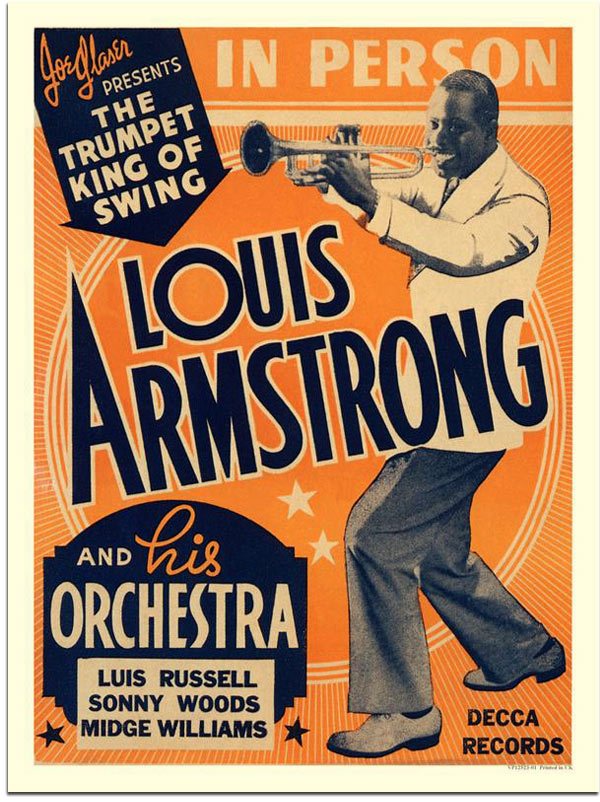 Joe Glaser
PRESENTS
THE
TRUMPET
KING OF
SWING
IN PERSON
LOUIS
ARMSTRONG
AND his
ORCHESTRA
LUIS RUSSELL
SONNY WOODS
MIDGE WILLIAMS
DECCA
RECORDS